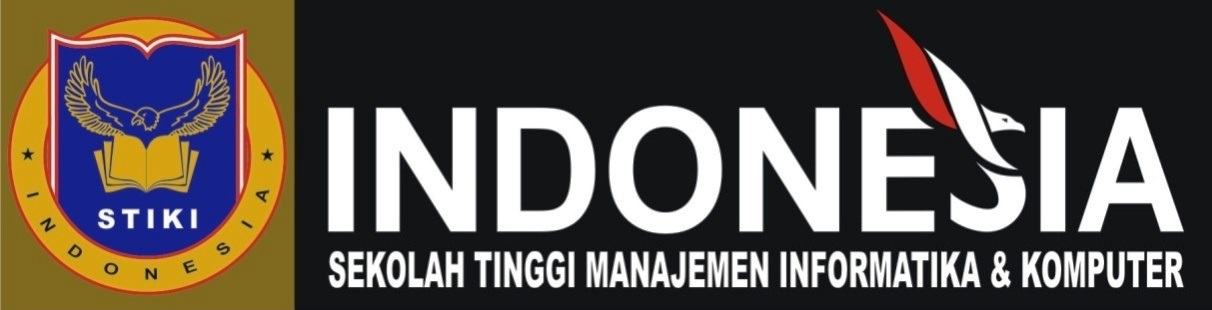 STIKI
INDONESIA
INDONESIA
SEKOLAH TINGGI MANAJEMEN INFORMATIKA & KOMPUTER